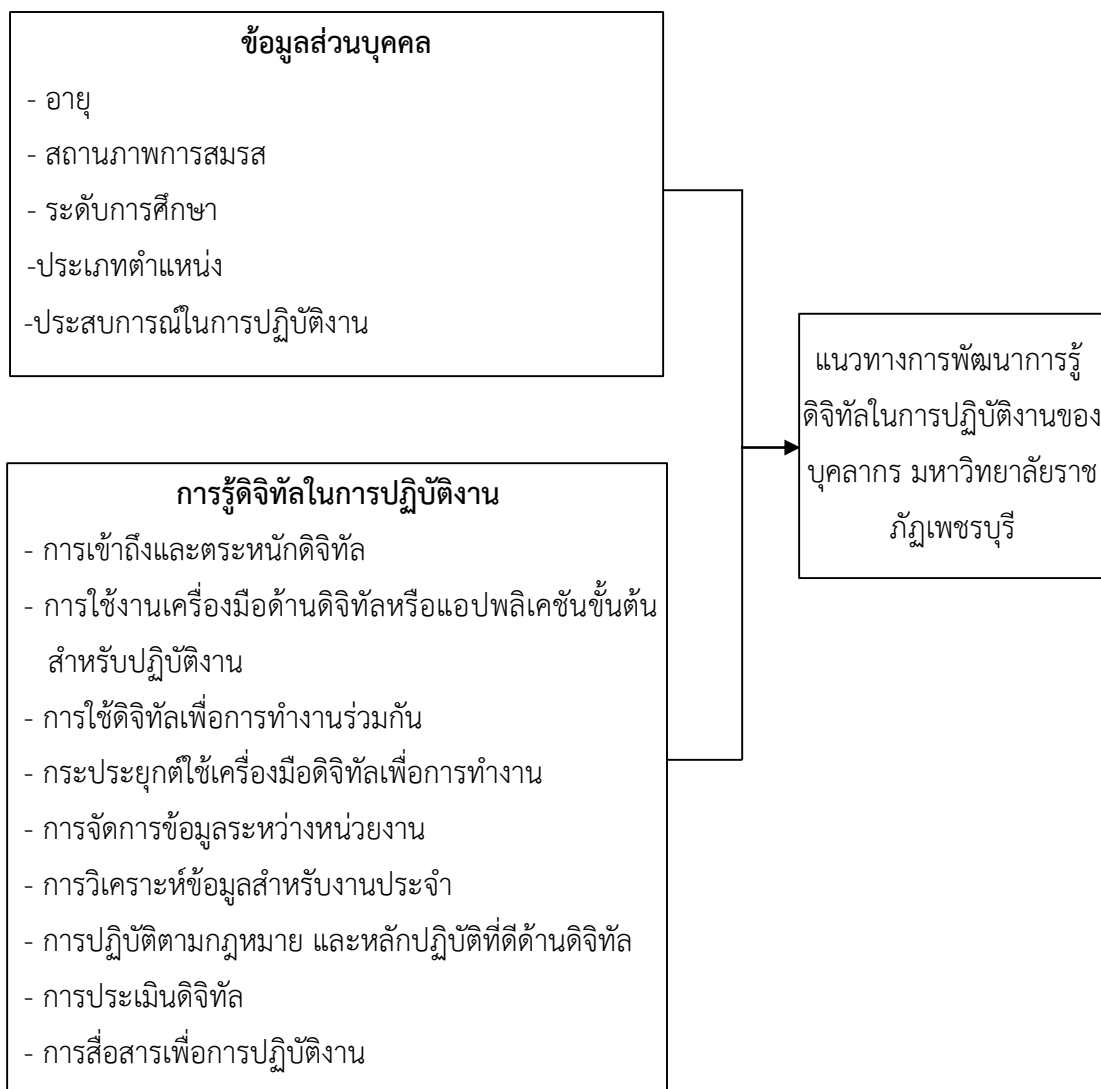 ข้อมูลส่วนบุคคล
- อายุ
- สถานภาพการสมรส
- ระดับการศึกษา
-ประเภทตำแหน่ง
-ประสบการณ์ในการปฏิบัติงาน
การรู้ดิจิทัลในการปฏิบัติงาน
- การเข้าถึงและตระหนักดิจิทัล
- การใช้งานเครื่องมือด้านดิจิทัลหรือแอปพลิเคชันขั้นต้น
สำหรับปฏิบัติงาน
- การใช้ดิจิทัลเพื่อการทำงานร่วมกัน
- กระประยุกต์ใช้เครื่องมือดิจิทัลเพื่อการทำงาน
- การจัดการข้อมูลระหว่างหน่วยงาน
- การวิเคราะห์ข้อมูลสำหรับงานประจำ
- การปฏิบัติตามกฎหมาย และหลักปฏิบัติที่ดีด้านดิจิทัล
- การประเมินดิจิทัล
- การสื่อสารเพื่อการปฏิบัติงาน
แนวทางการพัฒนาการรู้
ดิจิทัลในการปฏิบัติงานของ
บุคลากร มหาวิทยาลัยราช
ภัฏเพชรบุรี